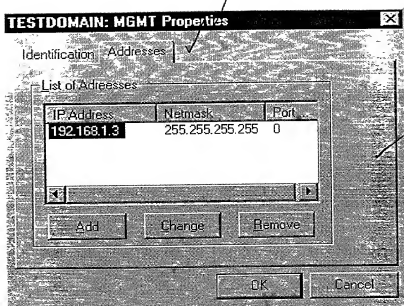 TESTDOMAIN: MGMT Properties
Identification Addresses
List of Adreesses
IP Address Netmask Port
192.168.1.3 255.255.255.255 0
Add Change Remove
OK Cancel